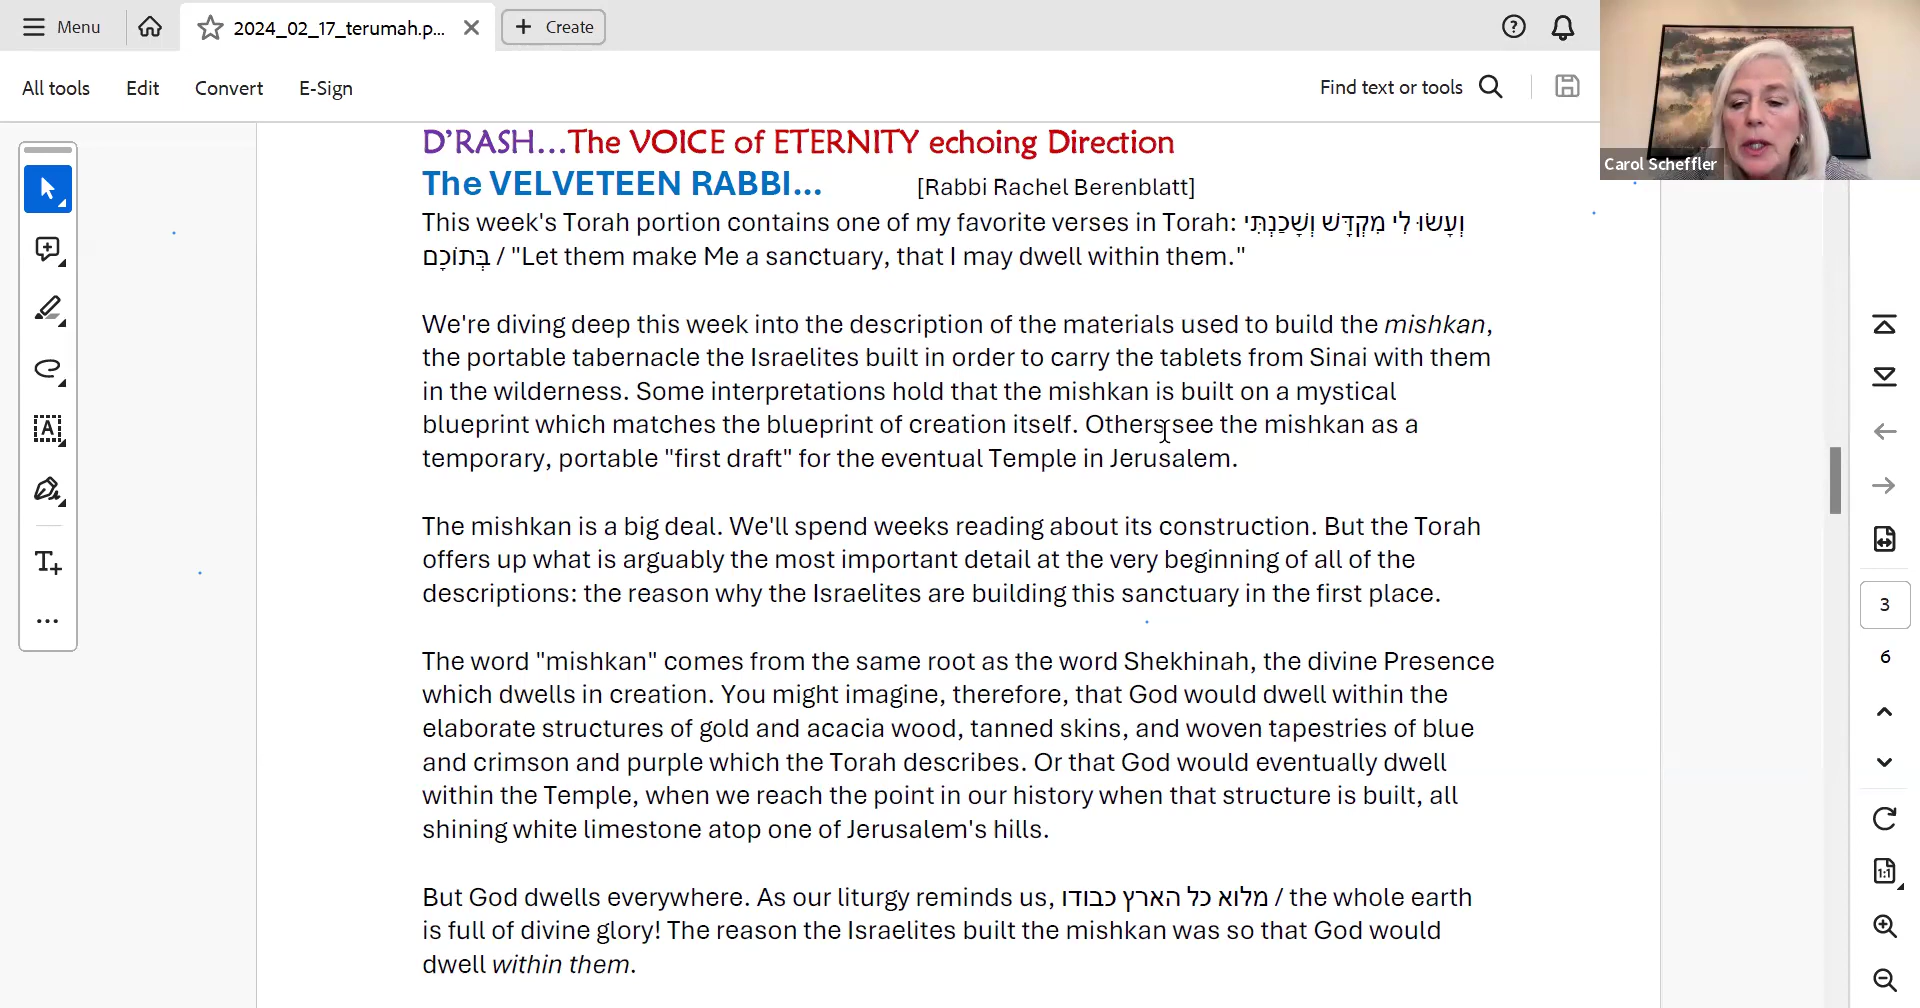 Menu
2024_02_17_terumah.p...
Create
All tools
Edit
Convert
E-Sign
Find text or tools
Carol Scheffler
D'RASH...The VOICE of ETERNITY echoing Direction
The VELVETEEN RABBI... [Rabbi Rachel Berenblatt]
This week's Torah portion contains one of my favorite verses in Torah: וְעָשׂוּ לִי מִקְדָּשׁ וְשָׁכַנְתִּי
בְּתוֹכָם / "Let them make Me a sanctuary, that I may dwell within them."
We're diving deep this week into the description of the materials used to build the mishkan,
the portable tabernacle the Israelites built in order to carry the tablets from Sinai with them
in the wilderness. Some interpretations hold that the mishkan is built on a mystical
blueprint which matches the blueprint of creation itself. Others see the mishkan as a
temporary, portable "first draft" for the eventual Temple in Jerusalem.
The mishkan is a big deal. We'll spend weeks reading about its construction. But the Torah
offers up what is arguably the most important detail at the very beginning of all of the
descriptions: the reason why the Israelites are building this sanctuary in the first place.
The word "mishkan" comes from the same root as the word Shekhinah, the divine Presence
which dwells in creation. You might imagine, therefore, that God would dwell within the
elaborate structures of gold and acacia wood, tanned skins, and woven tapestries of blue
and crimson and purple which the Torah describes. Or that God would eventually dwell
within the Temple, when we reach the point in our history when that structure is built, all
shining white limestone atop one of Jerusalem's hills.
But God dwells everywhere. As our liturgy reminds us, מלוא כל הארץ כבודו / the whole earth
is full of divine glory! The reason the Israelites built the mishkan was so that God would
dwell within them.
3
6
1:1